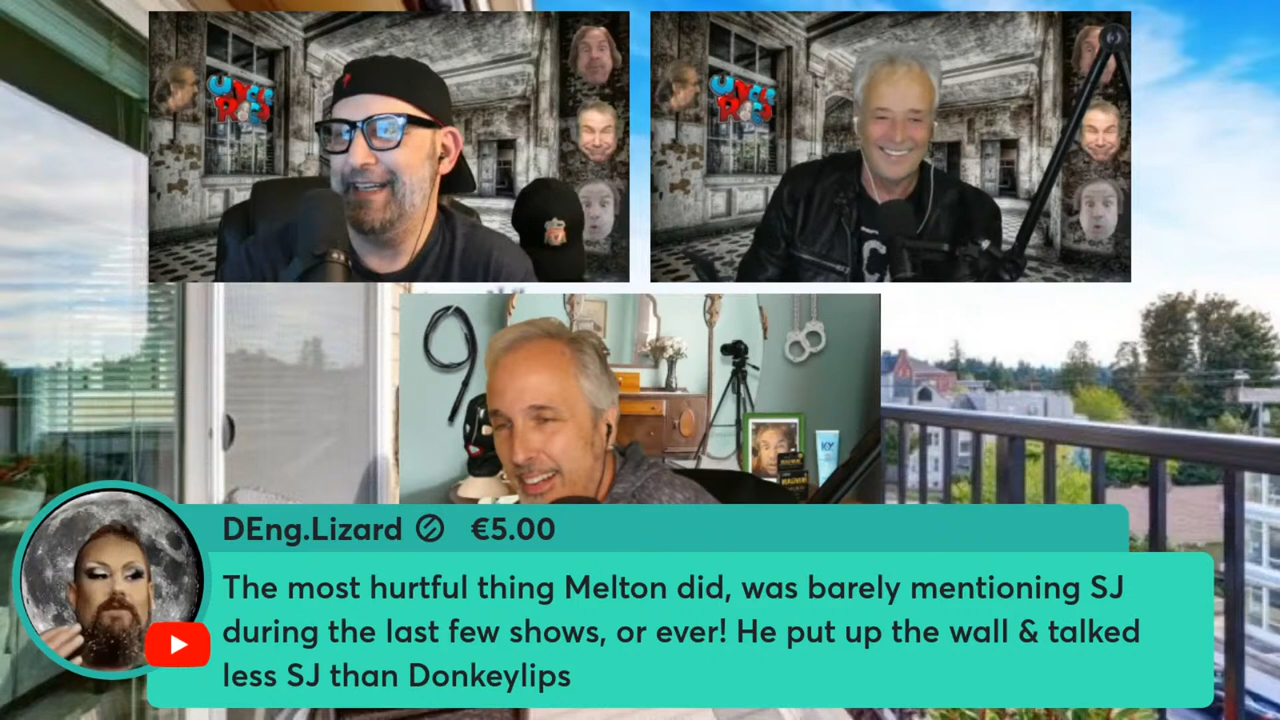 DEng.Lizard €5.00
The most hurtful thing Melton did, was barely mentioning SJ
during the last few shows, or ever! He put up the wall & talked
less SJ than Donkeylips